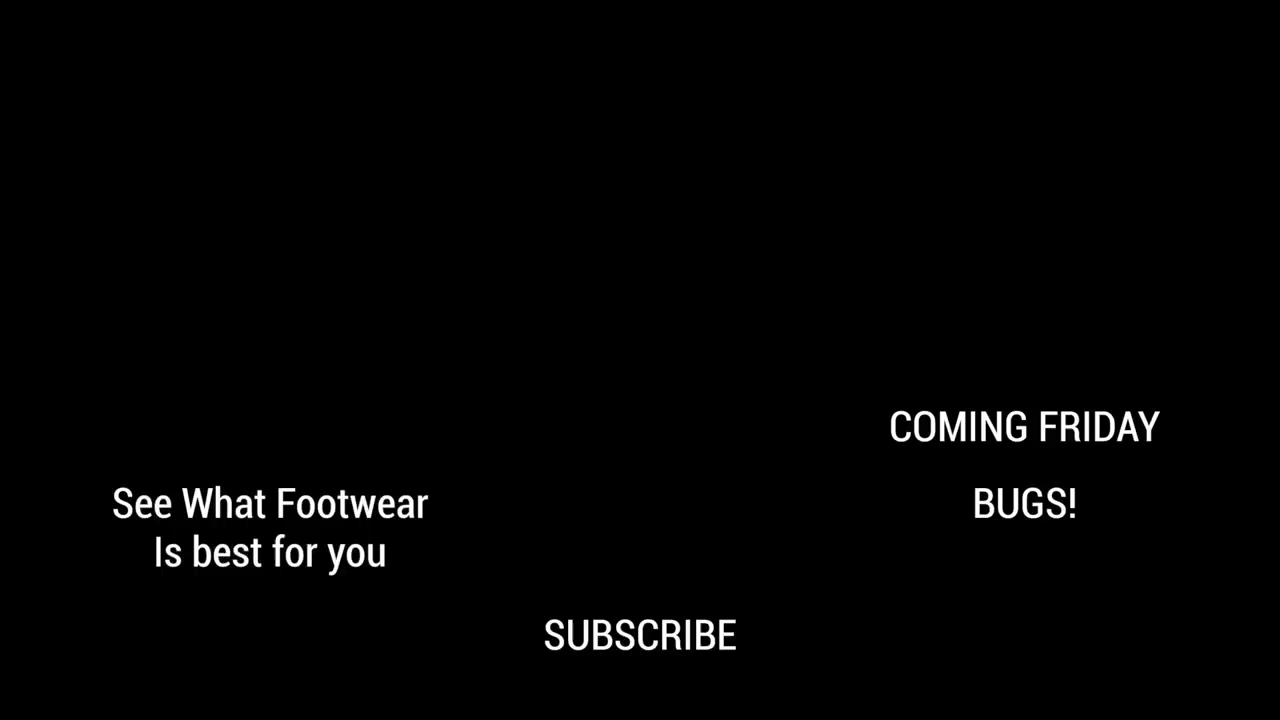 COMING FRIDAY
BUGS!
See What Footwear
Is best for you
SUBSCRIBE